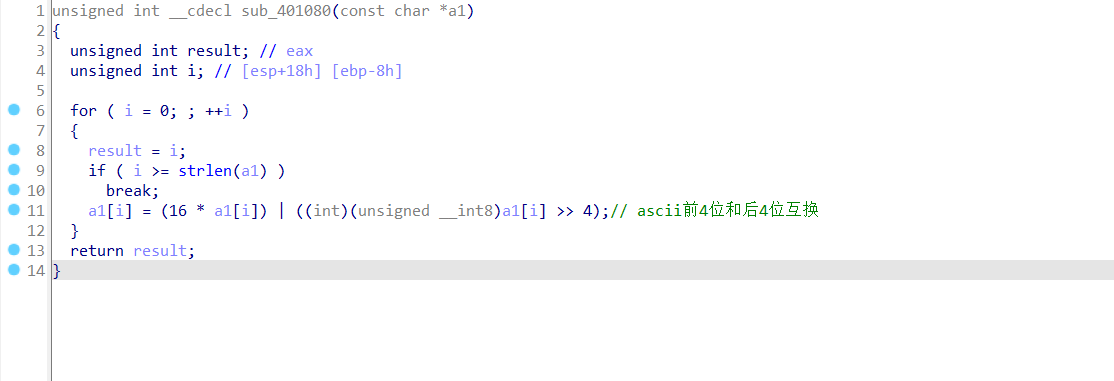 1 unsigned int __cdecl sub_401080(const char *a1)
2 {
3   unsigned int result; // eax
4   unsigned int i; // [esp+18h] [ebp-8h]
5
6   for ( i = 0; ; ++i )
7   {
8     result = i;
9     if ( i >= strlen(a1) )
10       break;
11     a1[i] = (16 * a1[i]) | ((int)(unsigned __int8)a1[i] >> 4);// ascii前4位和后4位互换
12   }
13   return result;
14 }